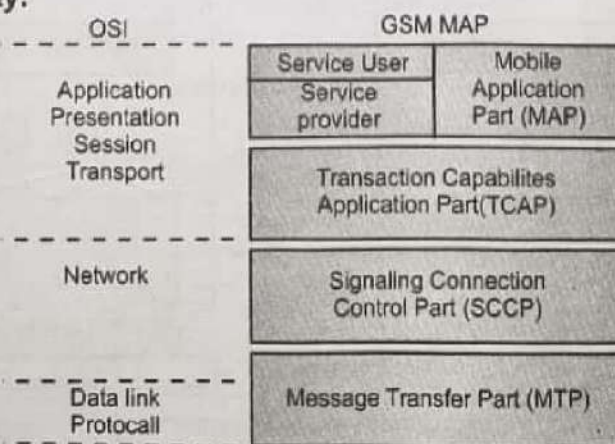 y:
OSI
GSM MAP
Application
Presentation
Session
Transport
Service User
Service
provider
Mobile
Application
Part (MAP)
Transaction Capabilites
Application Part(TCAP)
Network
Signaling Connection
Control Part (SCCP)
Data link
Protocall
Message Transfer Part (MTP)